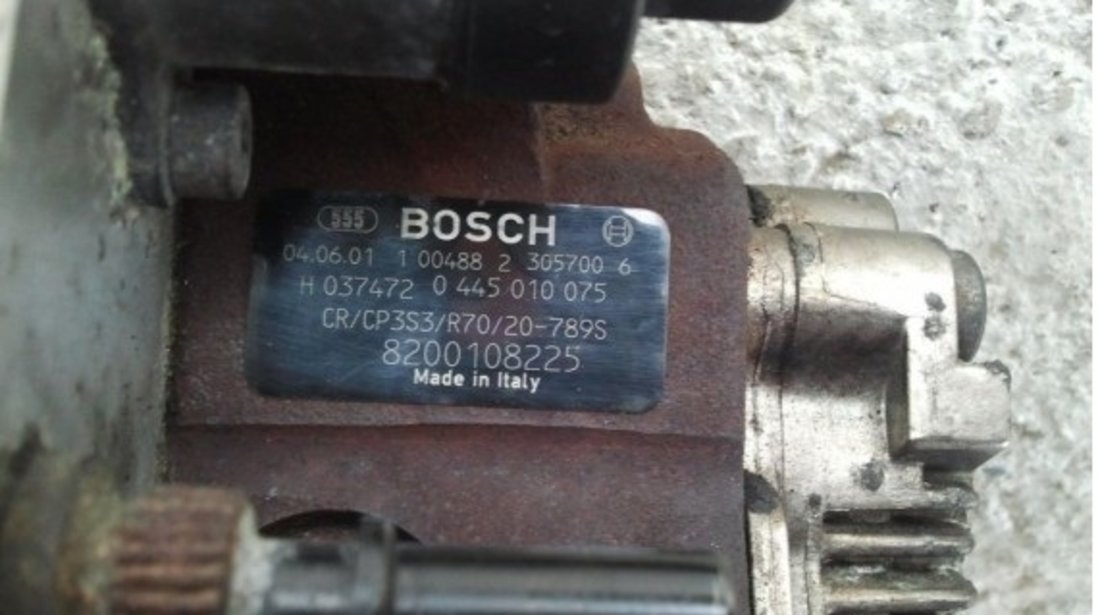 555 BOSCH
04.06.01 1 00488 2 305700 6
H 037472 0 445 010 075
CR/CP3S3/R70/20-789S
8200108225
Made in Italy